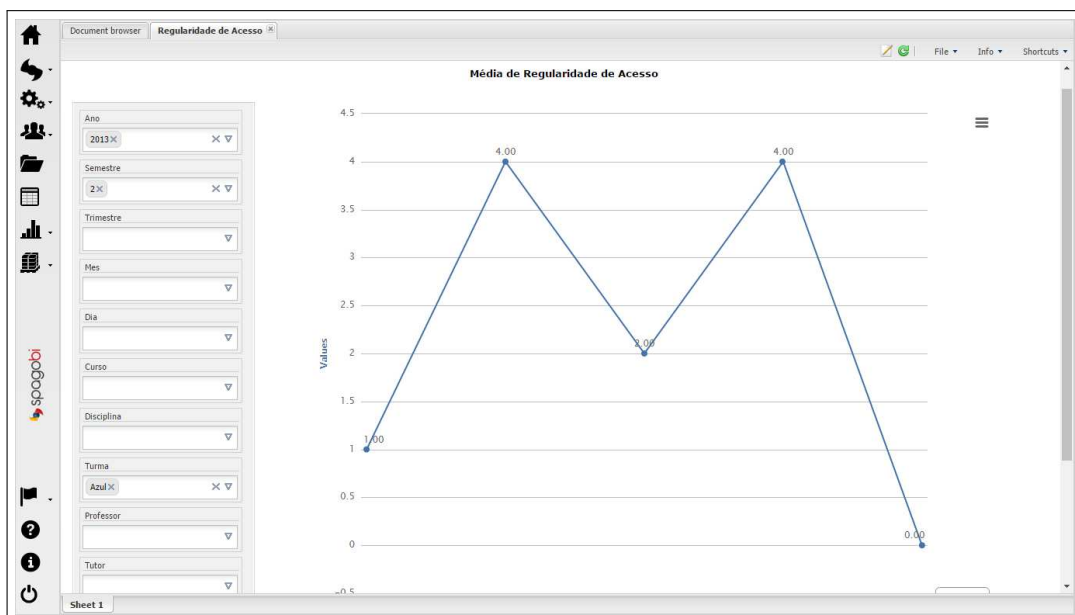 Document browser
Regularidade de Acesso
File
Info
Shortcuts
Média de Regularidade de Acesso
Ano
2013
Semestre
2
Trimestre
Mes
Dia
Curso
Disciplina
Turma
Azul
Professor
Tutor
spagobi
Values
4.5
4
3.5
3
2.5
2
1.5
1
0.5
0
-0.5
1.00
4.00
2.00
4.00
0.00
Sheet 1